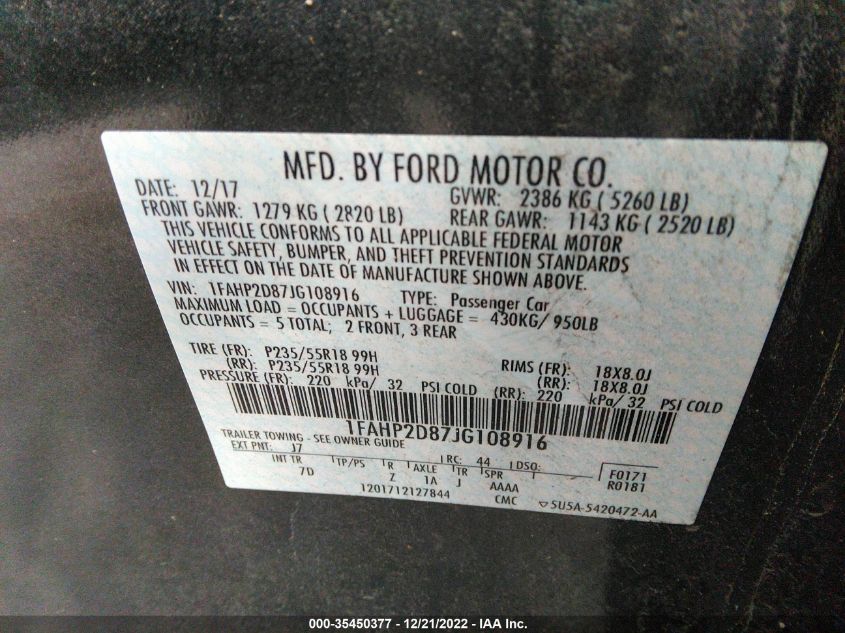 MFD. BY FORD MOTOR CO.
DATE: 12/17 GVWR: 2386 KG ( 5260 LB)
FRONT GAWR: 1279 KG ( 2820 LB) REAR GAWR: 1143 KG ( 2520 LB)
THIS VEHICLE CONFORMS TO ALL APPLICABLE FEDERAL MOTOR
VEHICLE SAFETY, BUMPER, AND THEFT PREVENTION STANDARDS
IN EFFECT ON THE DATE OF MANUFACTURE SHOWN ABOVE.
VIN: 1FAHP2D87JG108916 TYPE: Passenger Car
MAXIMUM LOAD = OCCUPANTS + LUGGAGE = 430KG/ 950LB
OCCUPANTS = 5 TOTAL; 2 FRONT, 3 REAR
TIRE (FR): P235/55R18 99H RIMS (FR): 18X8.0J
(RR): P235/55R18 99H (RR): 18X8.0J
PRESSURE (FR): 220 kPa/ 32 PSI COLD (RR): 220 kPa/ 32 PSI COLD
1FAHP2D87JG108916
TRAILER TOWING - SEE OWNER GUIDE
EXT PNT: J7 RC: 44 DSO: F0171
INT TR TP/PS R AXLE TR SPR R0181
7D Z 1A J AAAA
1201712127844 CMC ▽ 5U5A-5420472-AA
000-35450377 - 12/21/2022 - IAA Inc.